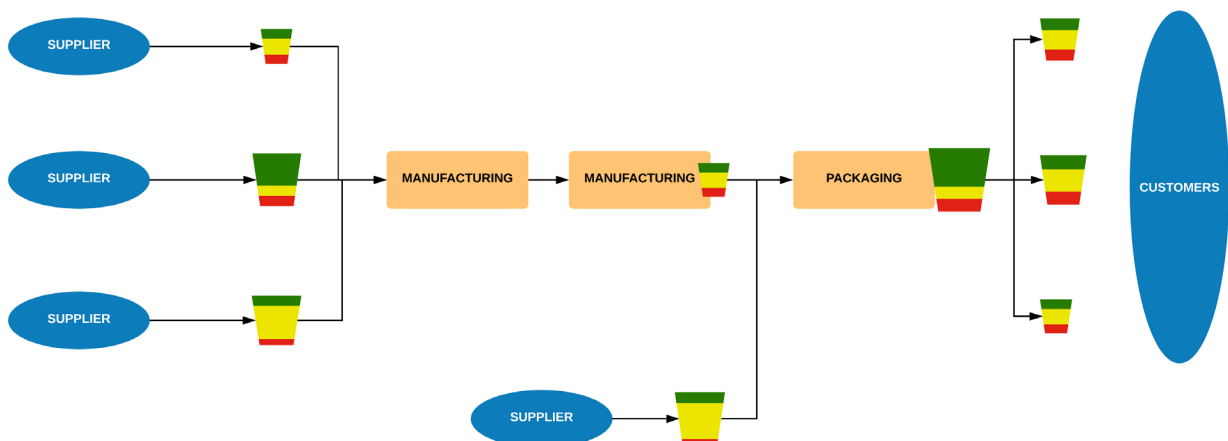 SUPPLIER
SUPPLIER
MANUFACTURING
MANUFACTURING
PACKAGING
CUSTOMERS
SUPPLIER
SUPPLIER